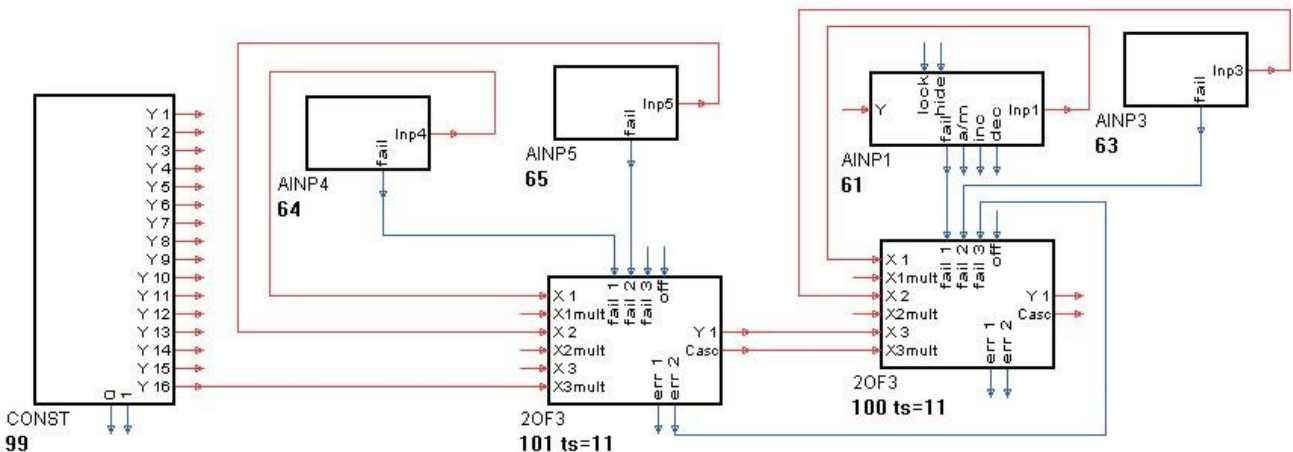 Y 1
Y 2
Y 3
Y 4
Y 5
Y 6
Y 7
Y 8
Y 9
Y 10
Y 11
Y 12
Y 13
Y 14
Y 15
Y 16
0
1
CONST
99
Inp4
fail
AINP4
64
Inp5
fail
AINP5
65
fail 1
fail 2
fail 3
off
X 1
X1mult
X 2
X2mult
X 3
X3mult
Y 1
Casc
err 1
err 2
2OF3
101 ts=11
lock
hide
Y
Inp1
fail
a/m
inc
dec
AINP1
61
Inp3
fail
AINP3
63
fail 1
fail 2
fail 3
off
X 1
X1mult
X 2
X2mult
X 3
X3mult
Y 1
Casc
err 1
err 2
2OF3
100 ts=11